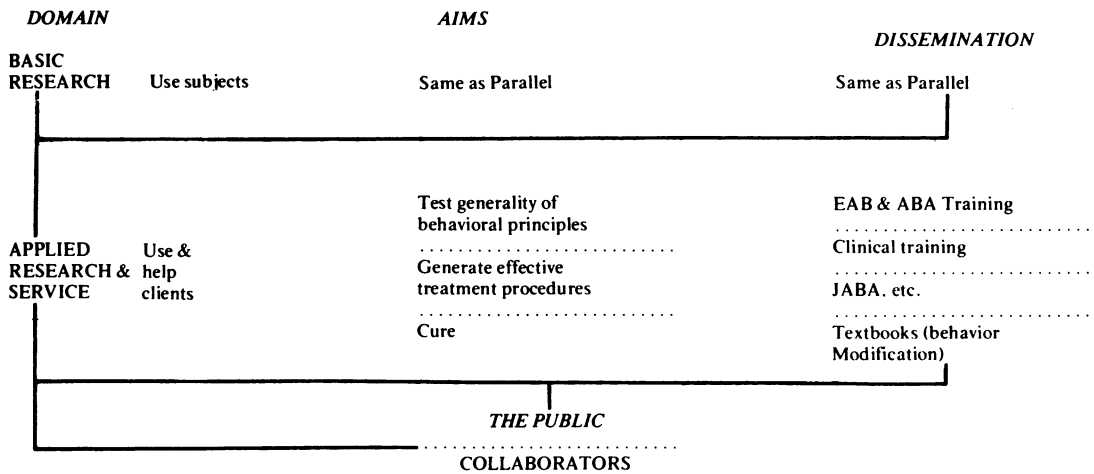 DOMAIN
AIMS
DISSEMINATION
BASIC
RESEARCH
Use subjects
Same as Parallel
Same as Parallel
Test generality of
behavioral principles
Generate effective
treatment procedures
Cure
EAB & ABA Training
Clinical training
JABA, etc.
Textbooks (behavior
Modification)
APPLIED
RESEARCH &
SERVICE
Use &
help
clients
THE PUBLIC
COLLABORATORS